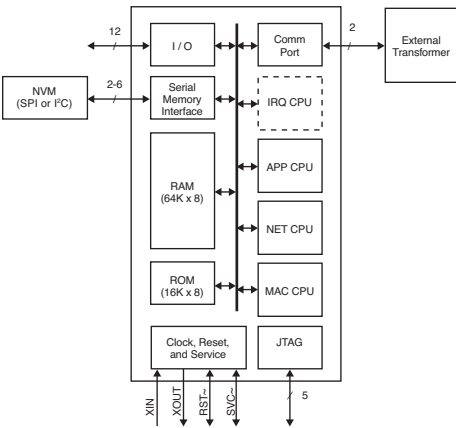 12
I / O
Comm
Port
2
External
Transformer
NVM
(SPI or I²C)
2-6
Serial
Memory
Interface
IRQ CPU
RAM
(64K x 8)
APP CPU
NET CPU
ROM
(16K x 8)
MAC CPU
Clock, Reset,
and Service
JTAG
XIN
XOUT
RST~
SVC~
5